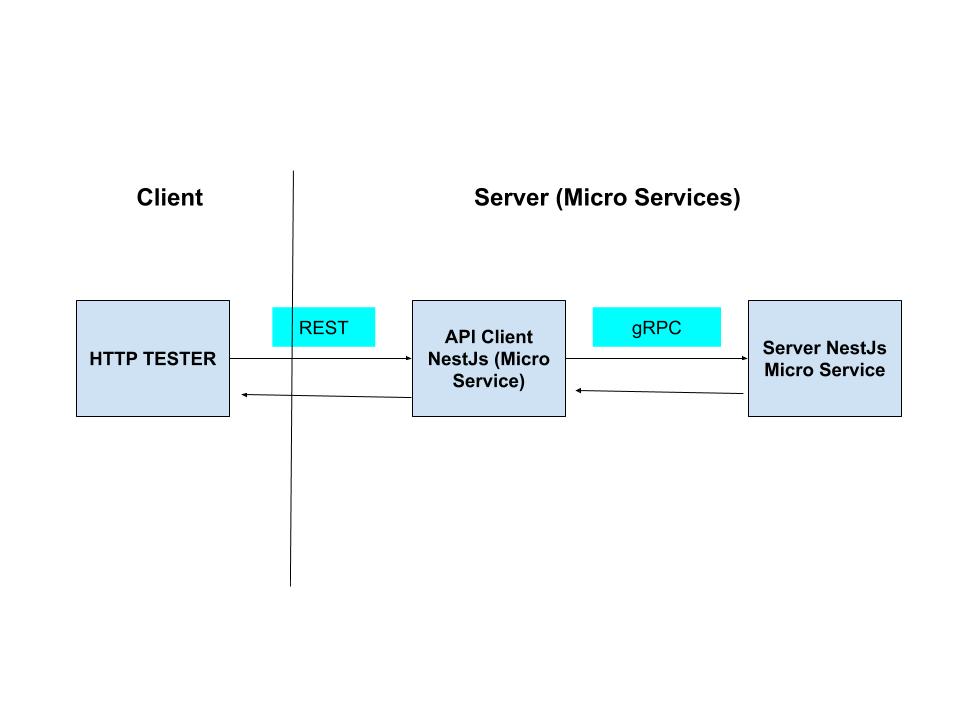 Client
Server (Micro Services)
HTTP TESTER
REST
API Client
NestJs (Micro
Service)
gRPC
Server NestJs
Micro Service